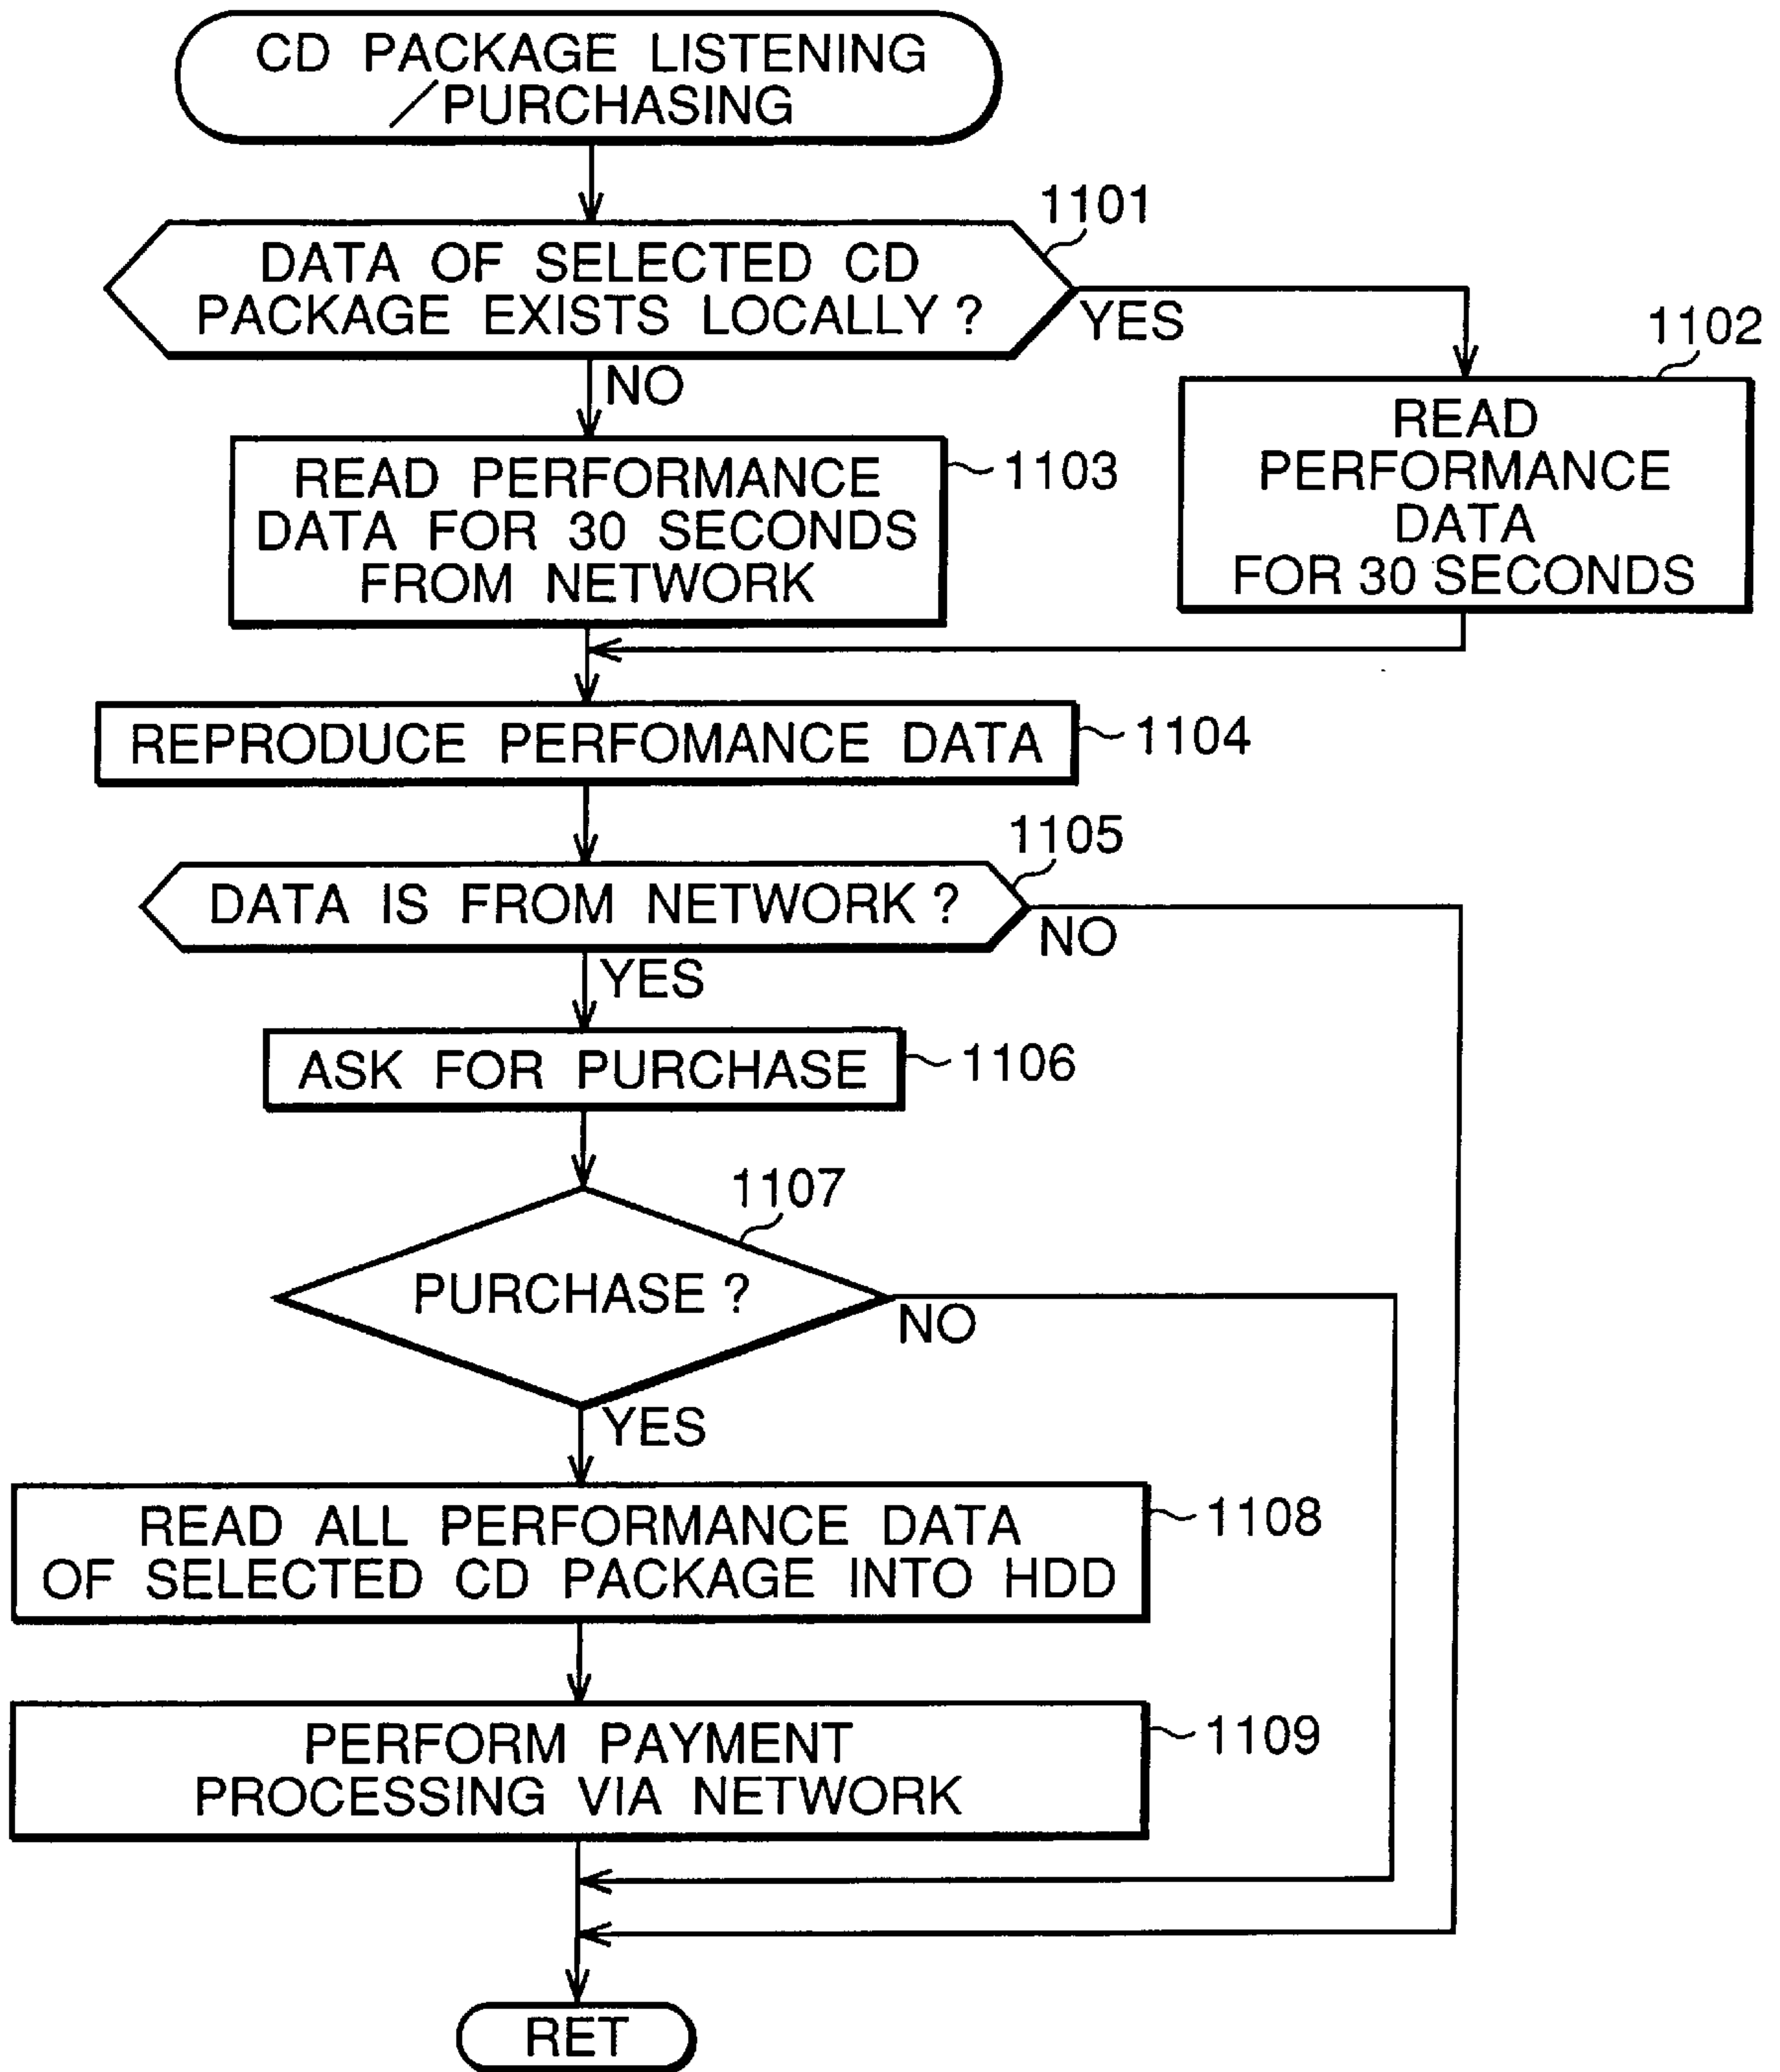 CD PACKAGE LISTENING
/PURCHASING
1101
DATA OF SELECTED CD
PACKAGE EXISTS LOCALLY ?
YES
NO
1102
READ
PERFORMANCE
DATA
FOR 30 SECONDS
1103
READ PERFORMANCE
DATA FOR 30 SECONDS
FROM NETWORK
REPRODUCE PERFOMANCE DATA
1104
1105
DATA IS FROM NETWORK ?
NO
YES
ASK FOR PURCHASE
1106
1107
PURCHASE ?
NO
YES
READ ALL PERFORMANCE DATA
OF SELECTED CD PACKAGE INTO HDD
1108
PERFORM PAYMENT
PROCESSING VIA NETWORK
1109
RET